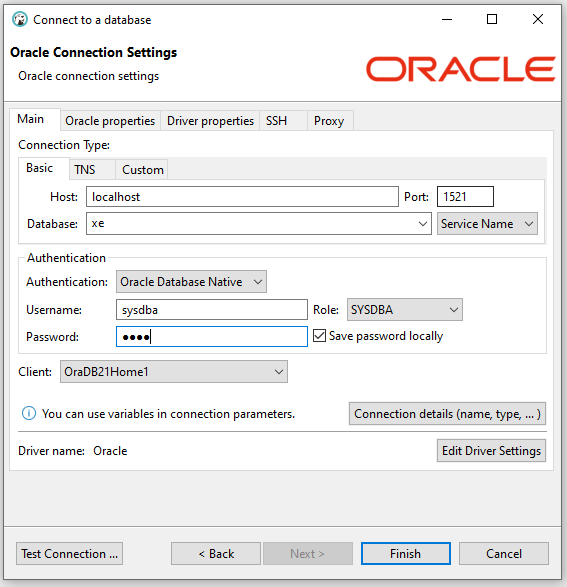 Connect to a database
Oracle Connection Settings
Oracle connection settings
ORACLE
Main Oracle properties Driver properties SSH Proxy
Connection Type:
Basic TNS Custom
Host: localhost Port: 1521
Database: xe Service Name
Authentication
Authentication: Oracle Database Native
Username: sysdba Role: SYSDBA
Password: ●●●● Save password locally
Client: OraDB21Home1
You can use variables in connection parameters. Connection details (name, type, ... )
Driver name: Oracle Edit Driver Settings
Test Connection ... < Back Next > Finish Cancel